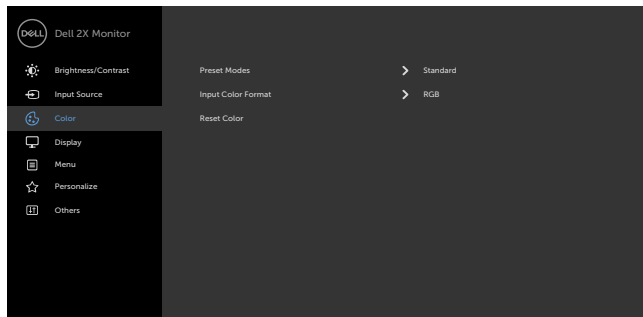 DELL Dell 2X Monitor
Brightness/Contrast Preset Modes Standard
Input Source Input Color Format RGB
Color Reset Color
Display
Menu
Personalize
Others